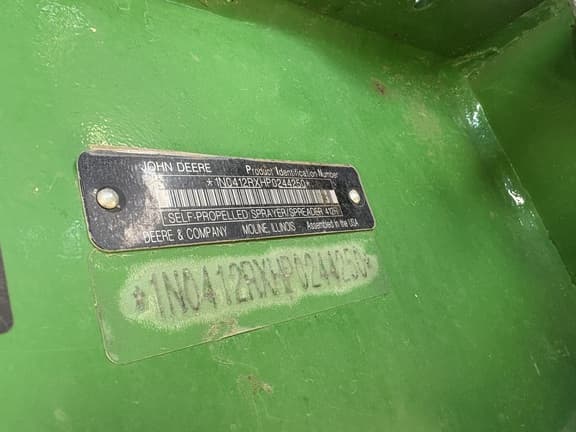 JOHN DEERE Product Identification Number
*1N0412RXHP0244250*
SELF-PROPELLED SPRAYER/SPREADER 412R
DEERE & COMPANY MOLINE, ILLINOIS Assembled in the USA
*1N0412RXHP0244250*